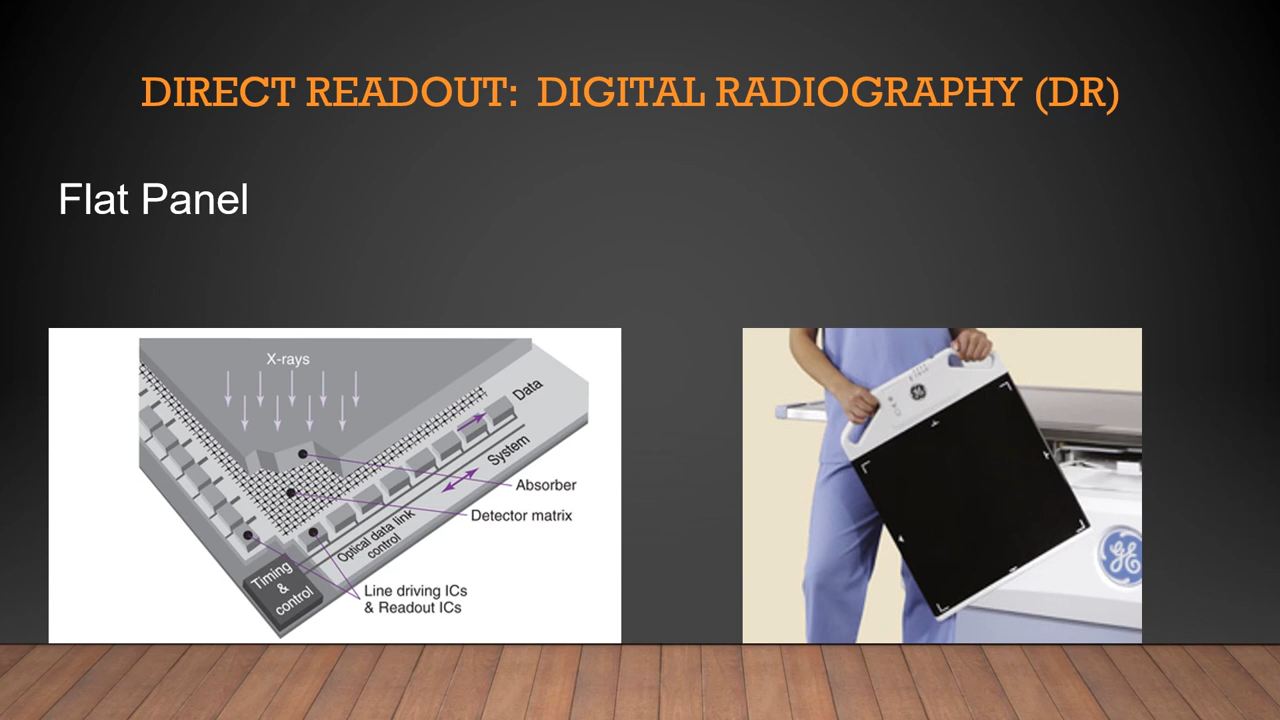 DIRECT READOUT: DIGITAL RADIOGRAPHY (DR)
Flat Panel
X-rays
Data
System
Absorber
Detector matrix
Optical data link
control
Timing
&
control
Line driving ICs
& Readout ICs
GE